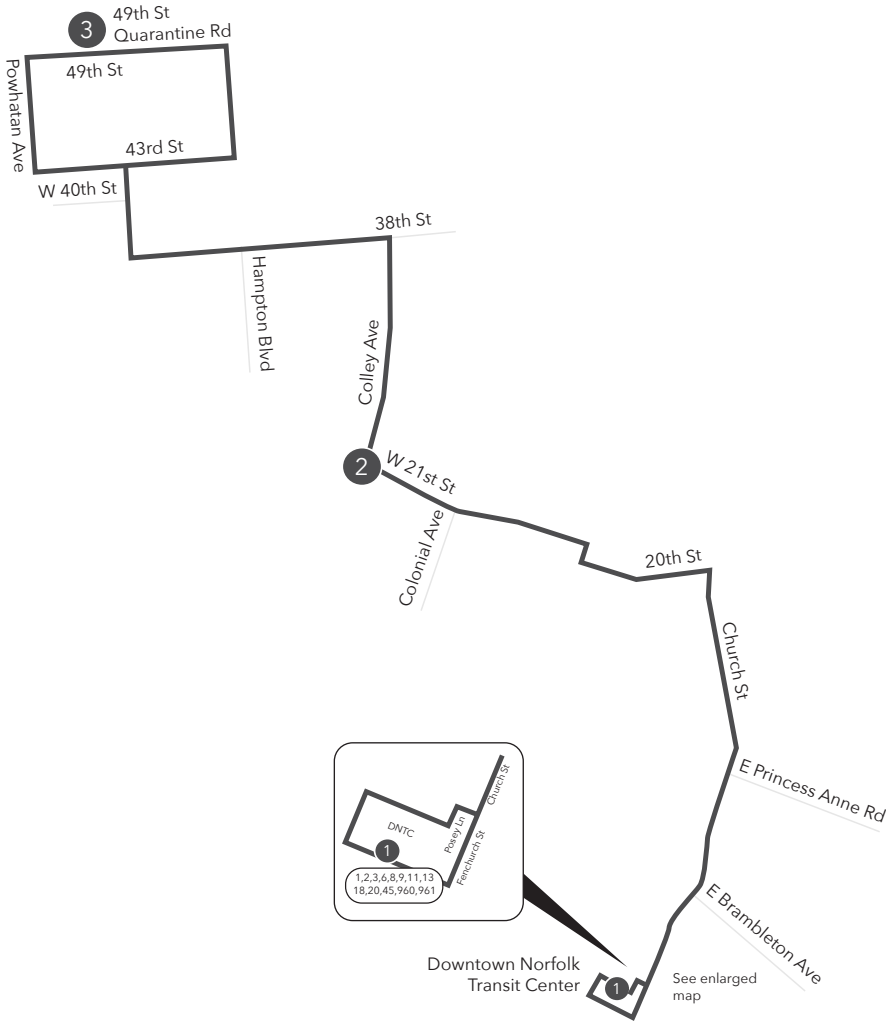 3
49th St
Quarantine Rd
49th St
Powhatan Ave
43rd St
W 40th St
38th St
Hampton Blvd
Colley Ave
2
W 21st St
Colonial Ave
20th St
Church St
E Princess Anne Rd
Church St
DNTC
Posey Ln
Fenchurch St
1
1,2,3,6,8,9,11,13
18,20,45,960,961
E Brambleton Ave
Downtown Norfolk
Transit Center
1
See enlarged
map